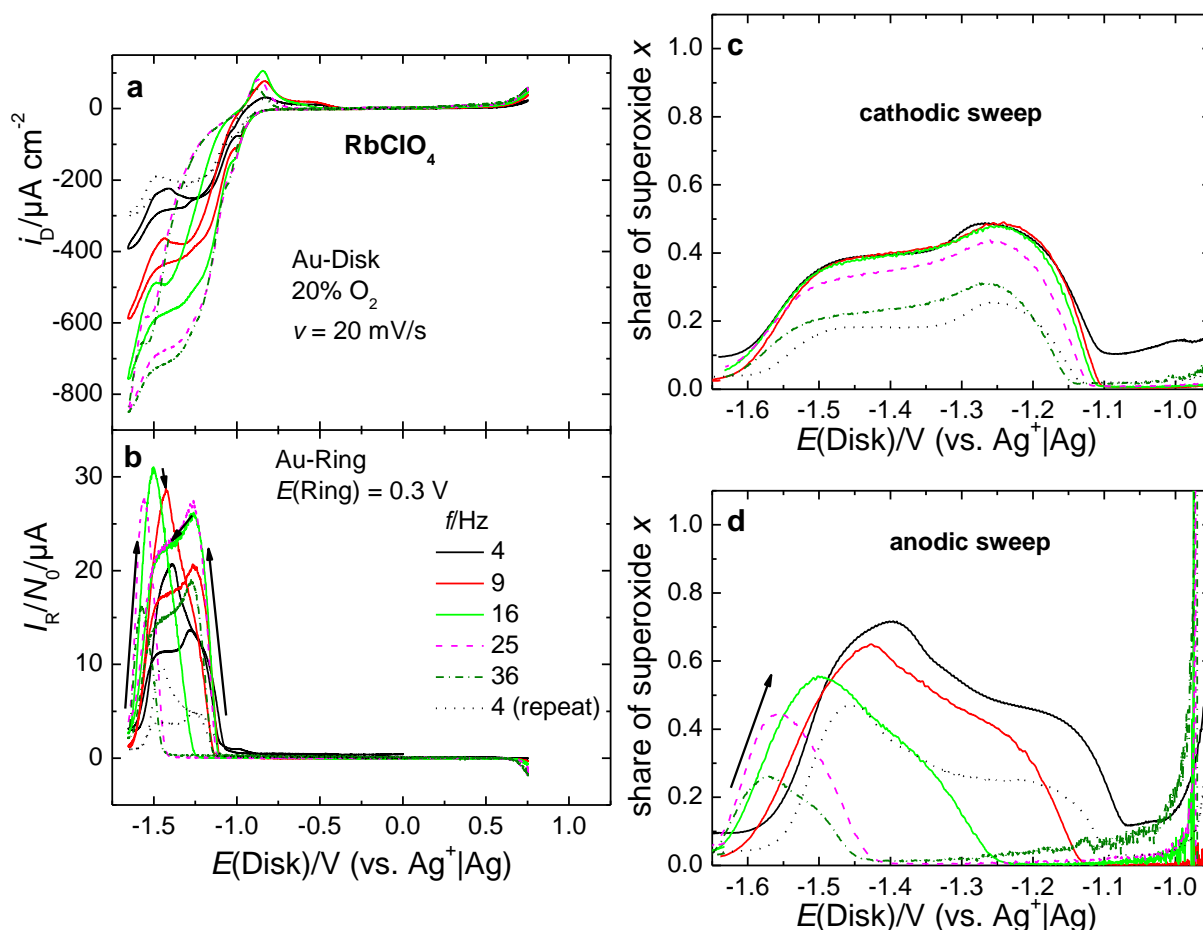 a
0
-200
-400
-600
-800
i_D/µA cm⁻²
RbClO₄
Au-Disk
20% O₂
v = 20 mV/s
b
30
20
10
0
I_R/N₀/µA
Au-Ring
E(Ring) = 0.3 V
f/Hz
4
9
16
25
36
4 (repeat)
-1.5 -1.0 -0.5 0.0 0.5 1.0
E(Disk)/V (vs. Ag⁺|Ag)
c
1.0
0.8
0.6
0.4
0.2
0.0
share of superoxide x
cathodic sweep
-1.6 -1.5 -1.4 -1.3 -1.2 -1.1 -1.0
E(Disk)/V (vs. Ag⁺|Ag)
d
1.0
0.8
0.6
0.4
0.2
0.0
share of superoxide x
anodic sweep
-1.6 -1.5 -1.4 -1.3 -1.2 -1.1 -1.0
E(Disk)/V (vs. Ag⁺|Ag)